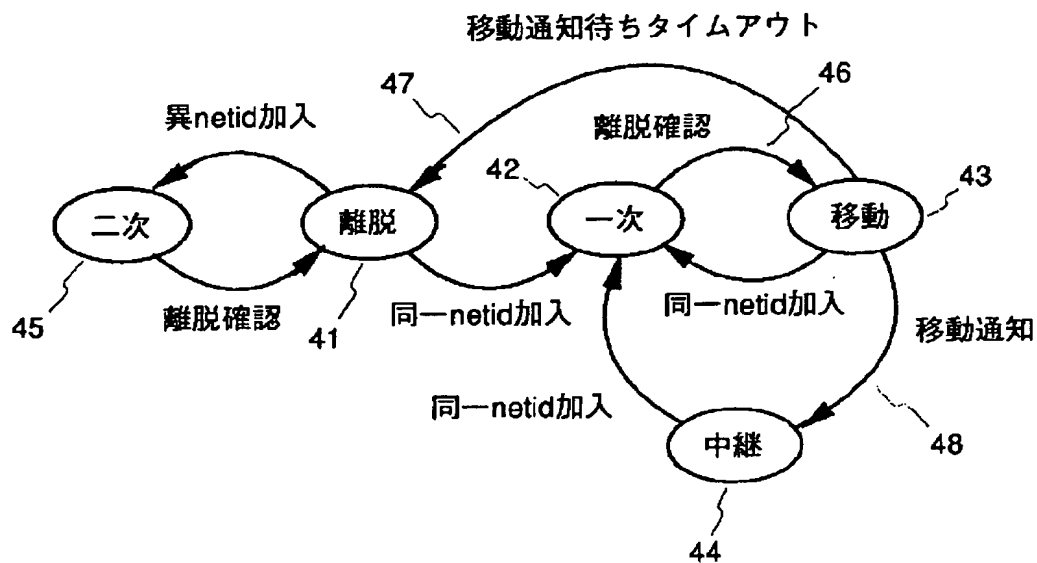 移動通知待ちタイムアウト
47
46
異netid加入
離脱確認
42
43
二次
離脱
一次
移動
45
離脱確認
41
同一netid加入
同一netid加入
移動通知
同一netid加入
中継
48
44